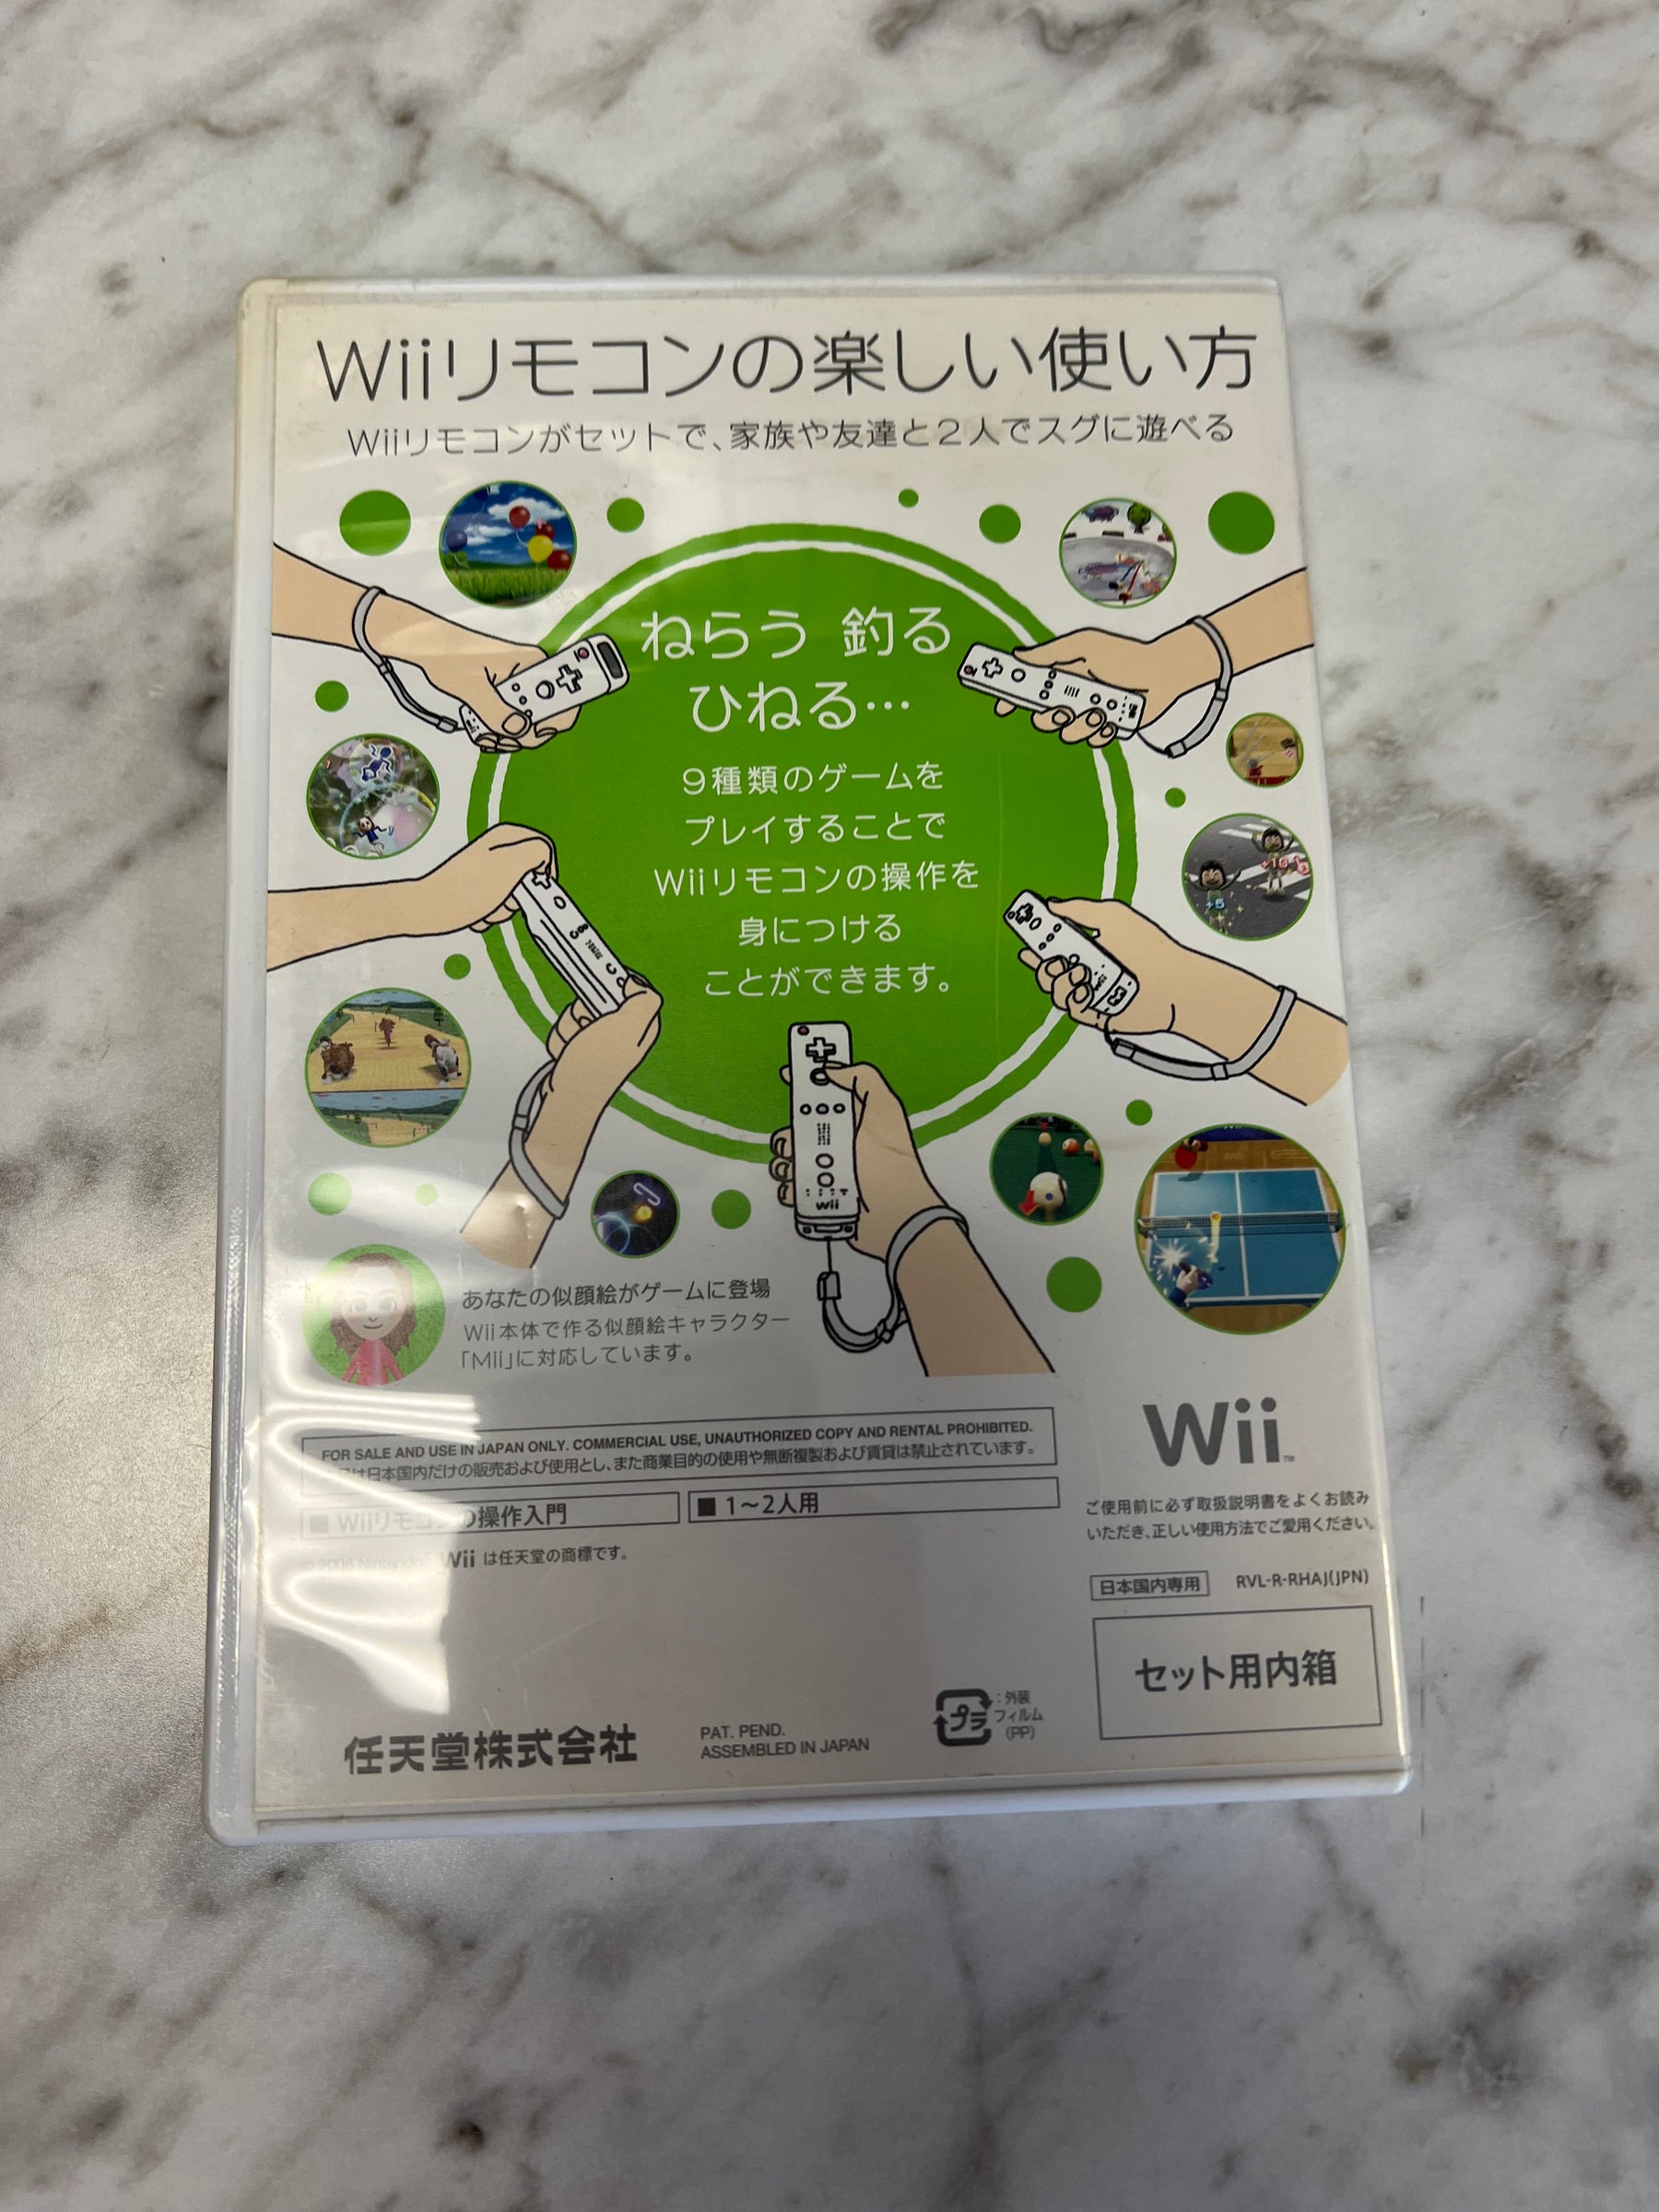 Wiiリモコンの楽しい使い方
Wiiリモコンがセットで、家族や友達と2人でスグに遊べる
ねらう 釣る
ひねる…
9種類のゲームを
プレイすることで
Wiiリモコンの操作を
身につける
ことができます。
+5
Wii
あなたの似顔絵がゲームに登場
Wii本体で作る似顔絵キャラクター
「Mii」に対応しています。
FOR SALE AND USE IN JAPAN ONLY. COMMERCIAL USE, UNAUTHORIZED COPY AND RENTAL PROHIBITED.
は日本国内だけの販売および使用とし、また商業目的の使用や無断複製および賃貸は禁止されています。
■ Wiiリモコンの操作入門
■ 1〜2人用
© 2006 Nintendo Wii は任天堂の商標です。
Wii™
ご使用前に必ず取扱説明書をよくお読み
いただき、正しい使用方法でご愛用ください。
日本国内専用 RVL-R-RHAJ(JPN)
セット用内箱
任天堂株式会社
PAT. PEND.
ASSEMBLED IN JAPAN
プラ
:外装
フィルム
(PP)